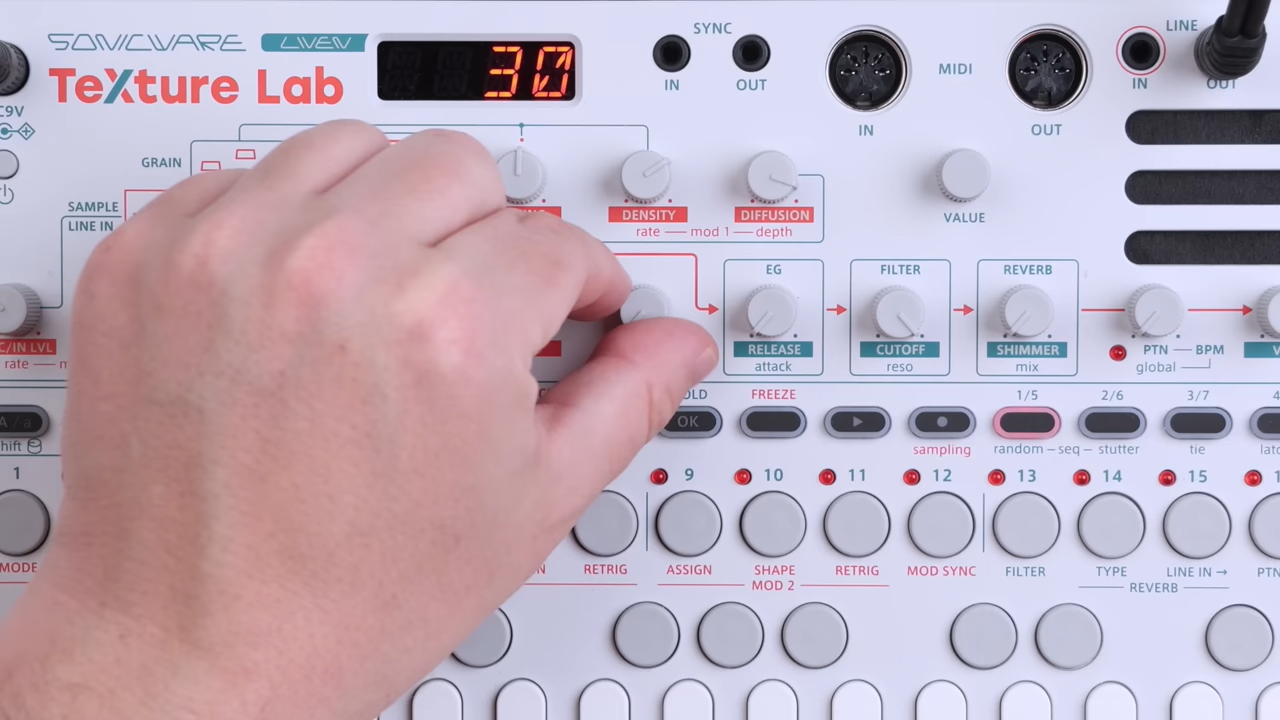 SONICWARE LIVEN
TeXture Lab
30
SYNC
IN OUT
MIDI
IN OUT
LINE
IN OUT
GRAIN
SAMPLE
LINE IN
DENSITY DIFFUSION
rate — mod 1 — depth
VALUE
EG FILTER REVERB
C/IN LVL
rate
RELEASE CUTOFF SHIMMER
attack reso mix
PTN — BPM
global
A / a
shift
OK FREEZE
1/5 2/6 3/7
sampling random – seq – stutter tie
1 9 10 11 12 13 14 15
MODE RETRIG ASSIGN SHAPE RETRIG MOD SYNC FILTER TYPE LINE IN → PTN
MOD 2 REVERB